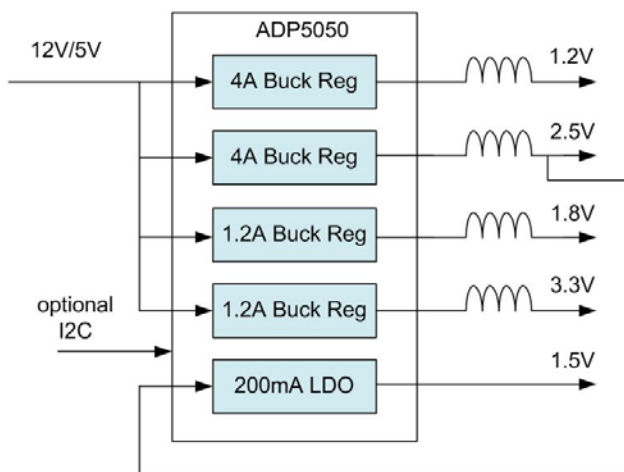 ADP5050
12V/5V
4A Buck Reg
1.2V
4A Buck Reg
2.5V
1.2A Buck Reg
1.8V
optional
I2C
1.2A Buck Reg
3.3V
200mA LDO
1.5V